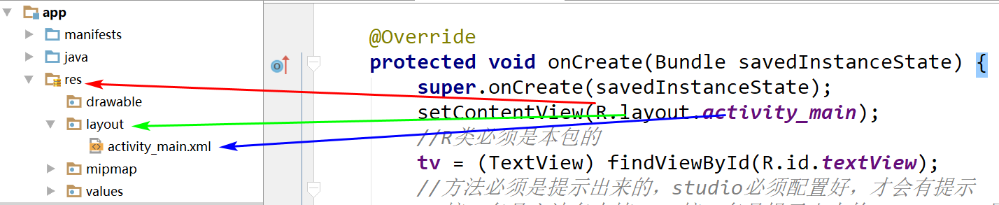 app
manifests
java
res
drawable
layout
activity_main.xml
mipmap
values
@Override
protected void onCreate(Bundle savedInstanceState) {
super.onCreate(savedInstanceState);
setContentView(R.layout.activity_main);
//R类必须是本包的
tv = (TextView) findViewById(R.id.textView);
//方法必须是提示出来的，studio必须配置好，才会有提示